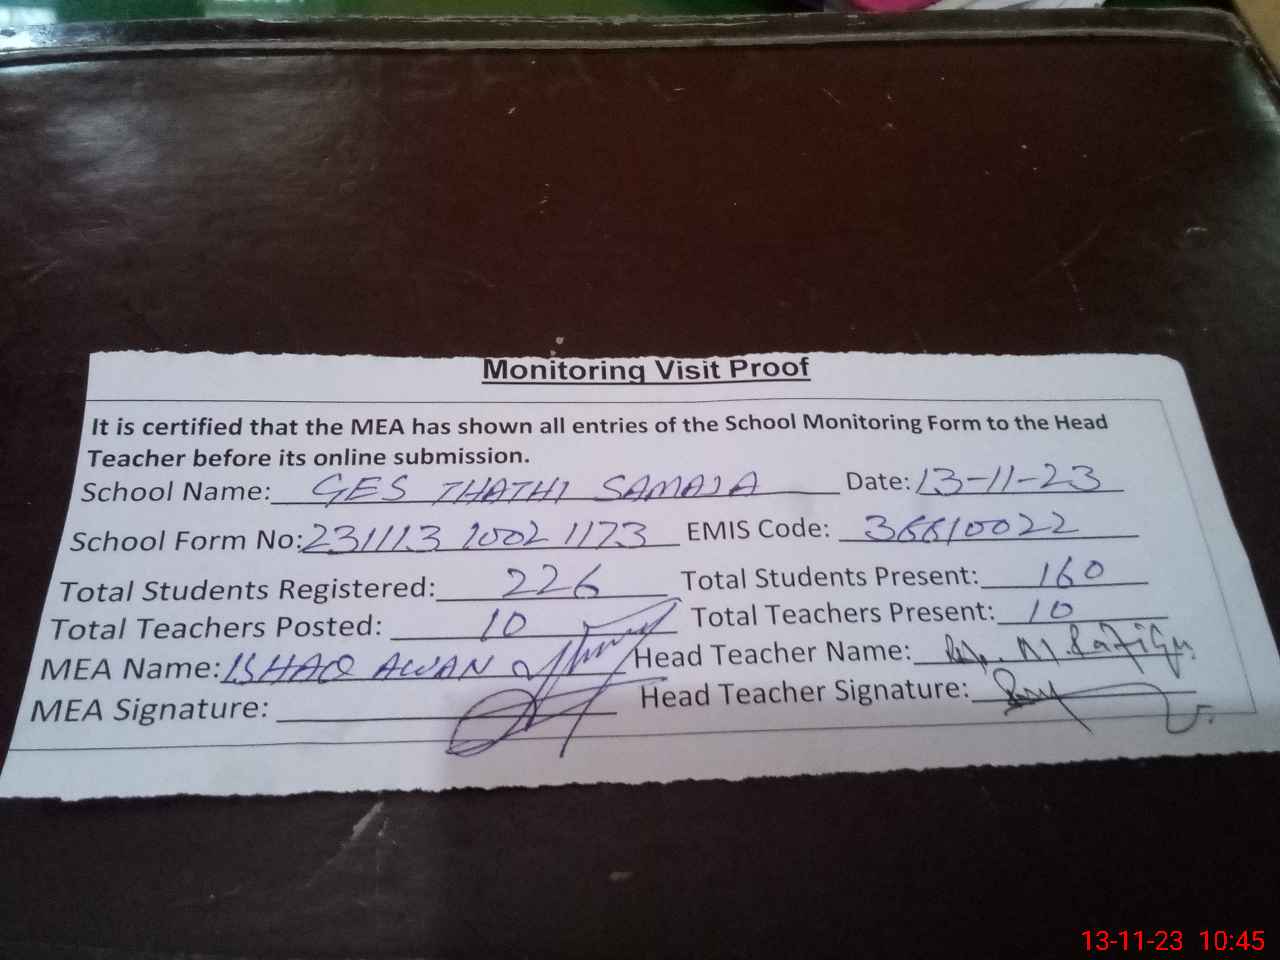 Monitoring Visit Proof
It is certified that the MEA has shown all entries of the School Monitoring Form to the Head
Teacher before its online submission.
School Name: GES THATHI SAMAJA Date: 13-11-23
School Form No: 231113 1002 1173 EMIS Code:
Total Students Registered: 226 Total Students Present: 160
Total Teachers Posted: 10 Total Teachers Present: 10
MEA Name: ISHAQ AWAN Head Teacher Name: M.
MEA Signature: Head Teacher Signature:
13-11-23 10:45